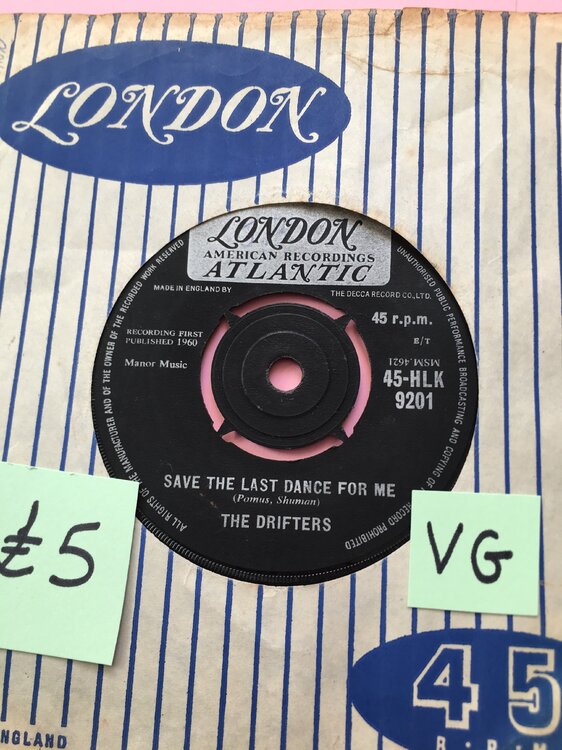 LONDON
LONDON
AMERICAN RECORDINGS
ATLANTIC
MADE IN ENGLAND BY
THE DECCA RECORD CO., LTD.
45 r.p.m.
RECORDING FIRST
PUBLISHED 1960
B/T
MSM.4621
Manor Music
45-HLK
9201
SAVE THE LAST DANCE FOR ME
(Pomus, Shuman)
THE DRIFTERS
ALL RIGHTS OF THE MANUFACTURER AND OF THE OWNER OF THE RECORDED WORK RESERVED
UNAUTHORISED PUBLIC PERFORMANCE BROADCASTING AND COPYING OF
RECORD PROHIBITED
£5
VG
45
R.P.
NGLAND